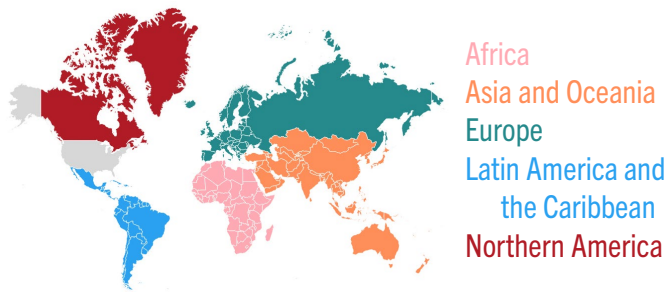 Africa
Asia and Oceania
Europe
Latin America and
the Caribbean
Northern America